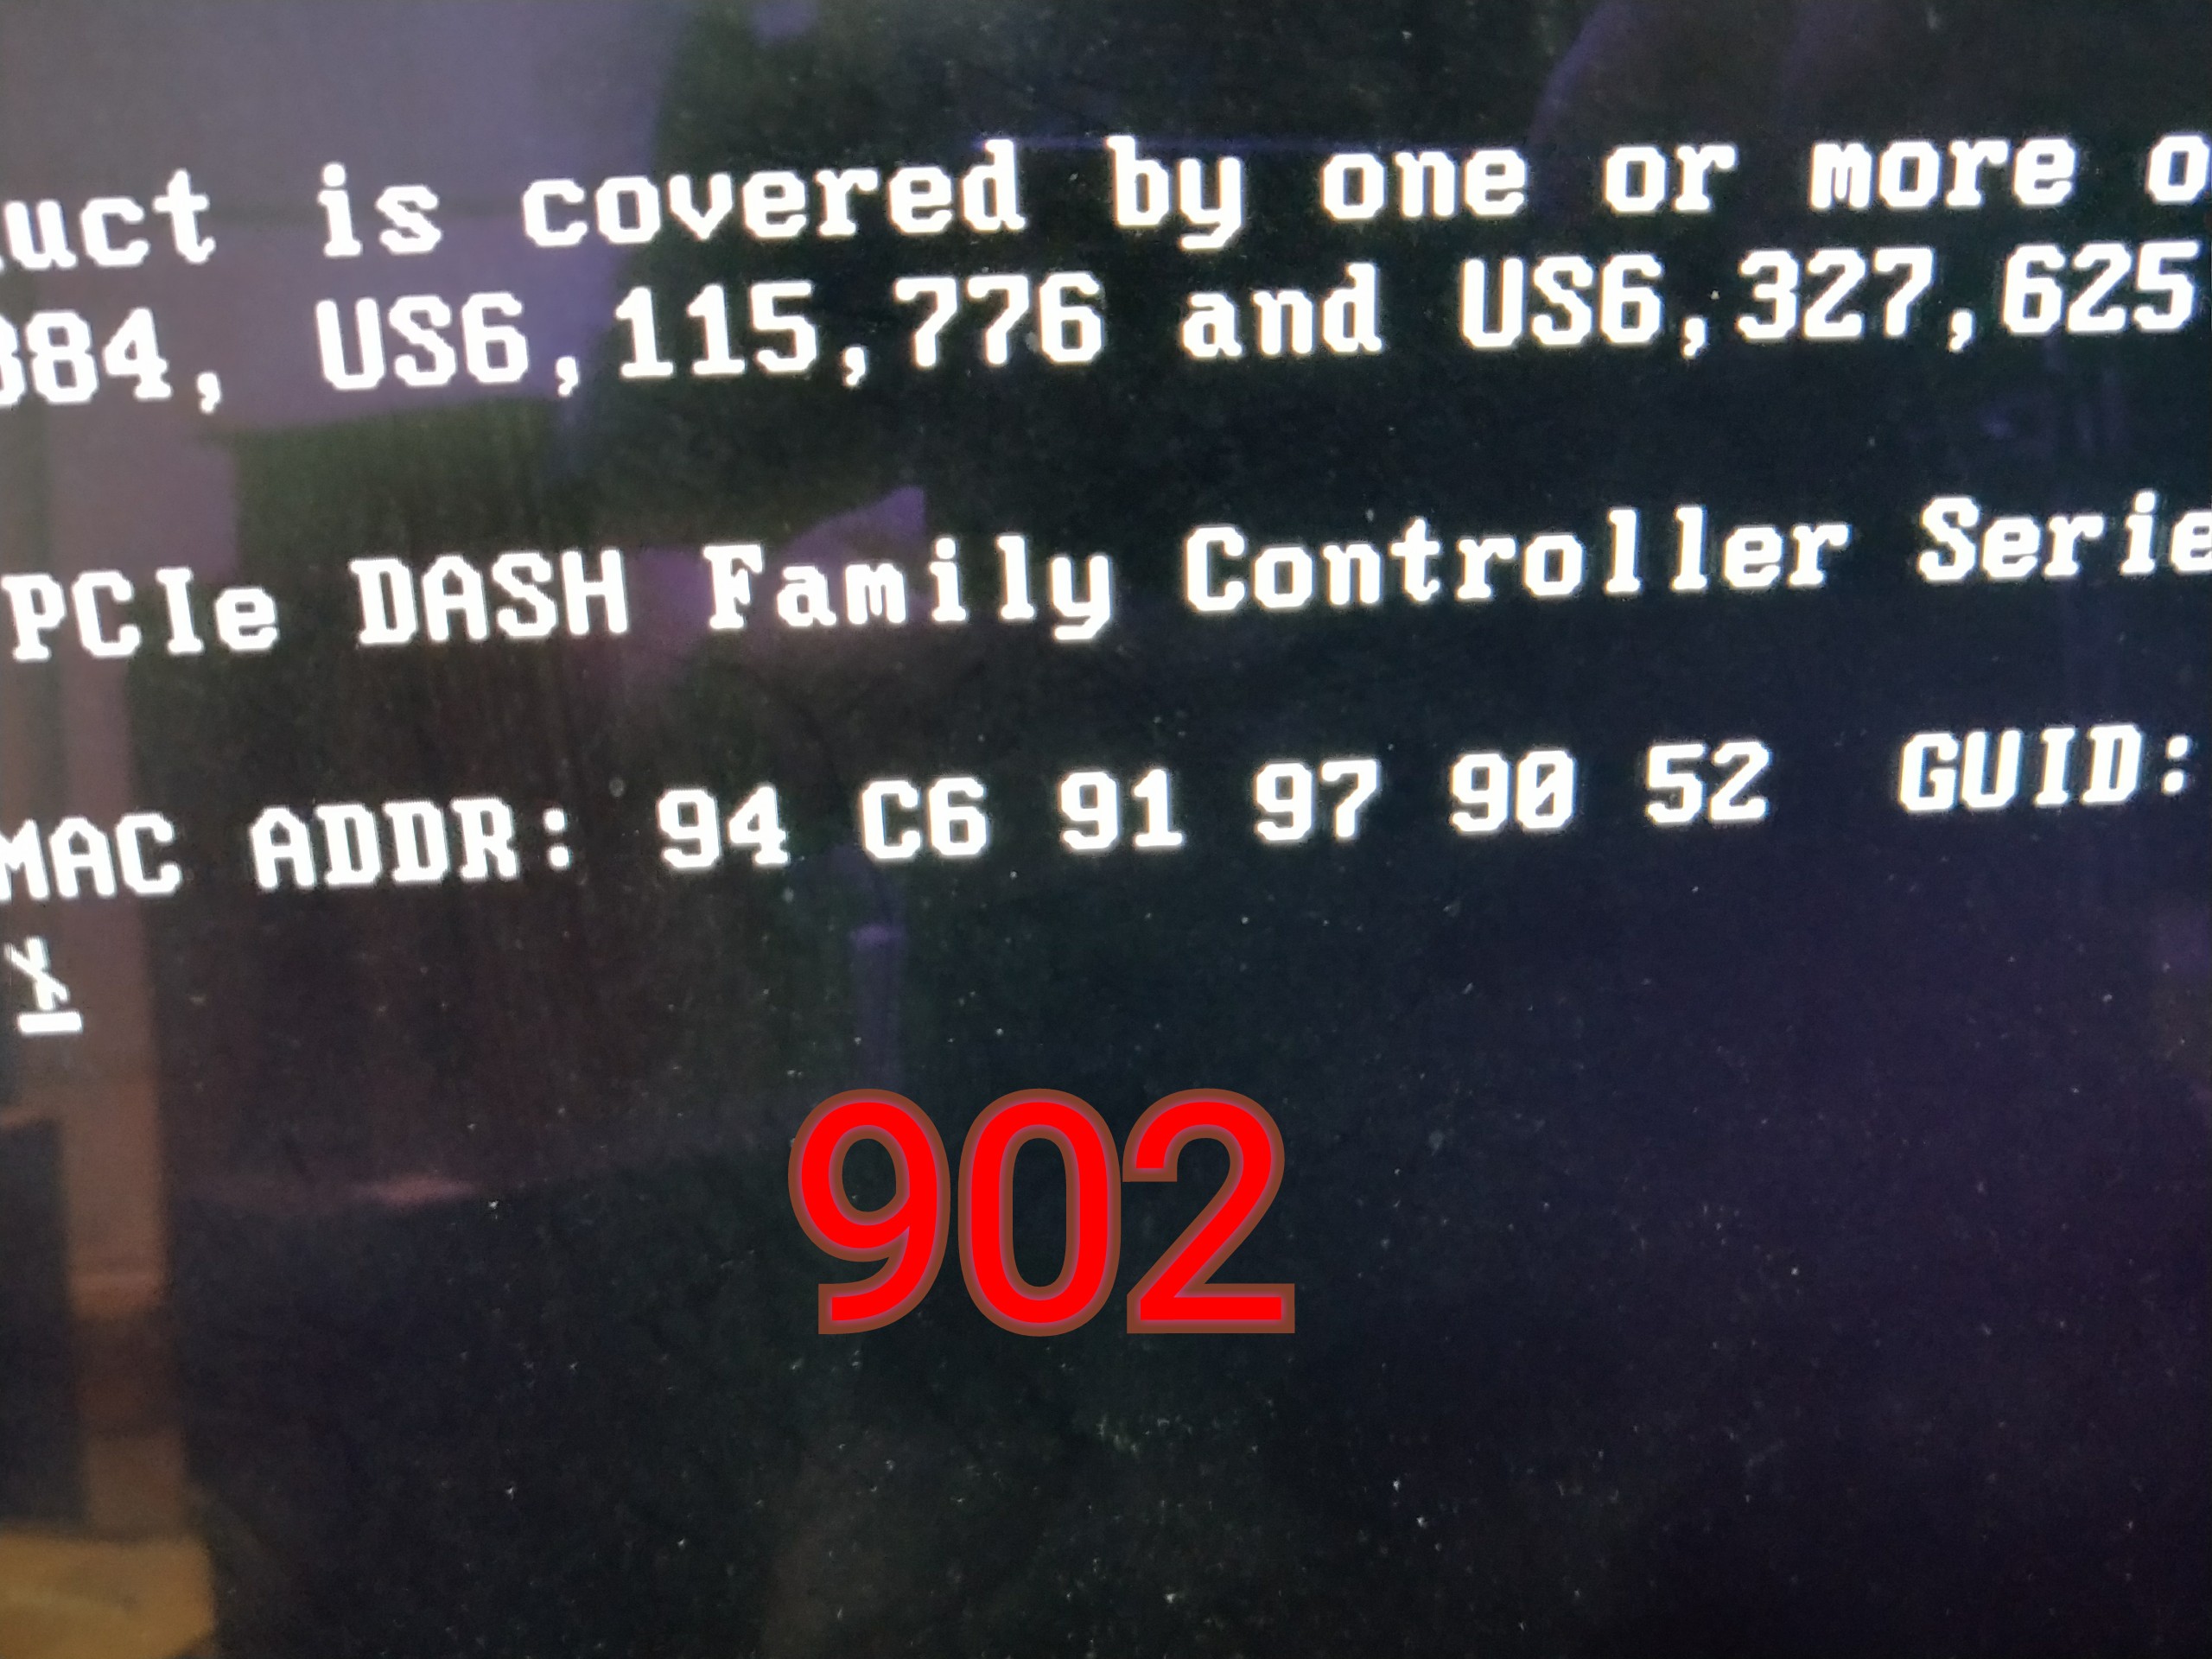 uct is covered by one or more o
384, US6,115,776 and US6,327,625
PCIe DASH Family Controller Serie
MAC ADDR: 94 C6 91 97 90 52 GUID:
902